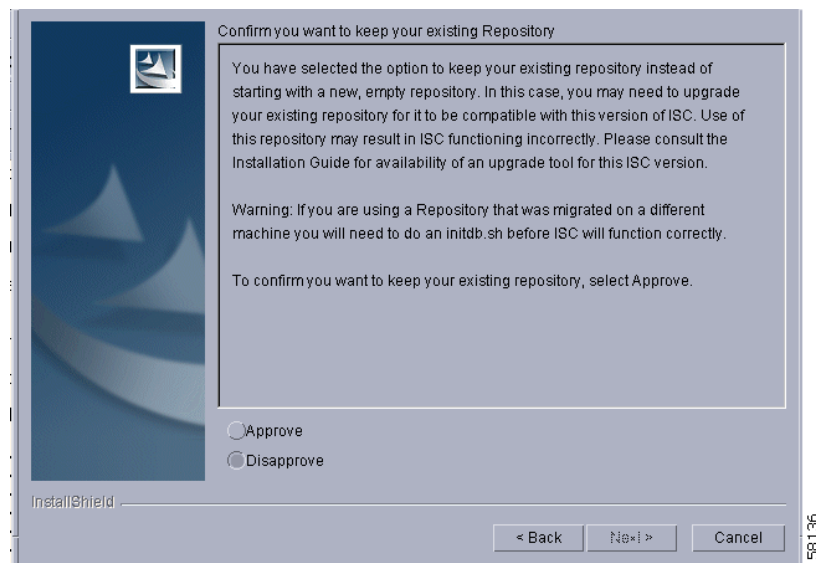 Confirm you want to keep your existing Repository
You have selected the option to keep your existing repository instead of
starting with a new, empty repository. In this case, you may need to upgrade
your existing repository for it to be compatible with this version of ISC. Use of
this repository may result in ISC functioning incorrectly. Please consult the
Installation Guide for availability of an upgrade tool for this ISC version.
Warning: If you are using a Repository that was migrated on a different
machine you will need to do an initdb.sh before ISC will function correctly.
To confirm you want to keep your existing repository, select Approve.
Approve
Disapprove
InstallShield
< Back
Next >
Cancel
58136